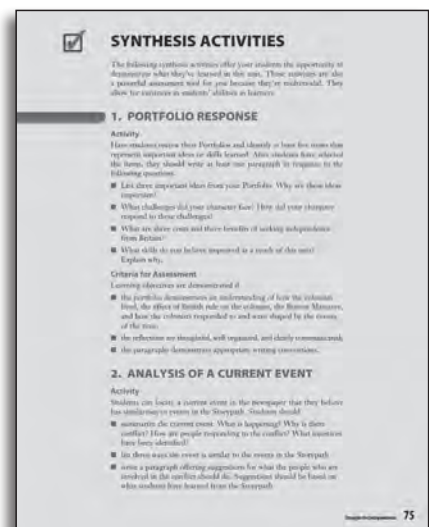 SYNTHESIS ACTIVITIES
The following synthesis activities offer your students the opportunity to
demonstrate what they've learned in this unit. These activities are also
a powerful assessment tool for you because they're multimodal. They
allow for variances in students' abilities as learners.
1. PORTFOLIO RESPONSE
Activity
Have students review their Portfolios and identify at least five items that
represent important ideas or skills learned. After students have selected
the items, they should write at least one paragraph in response to the
following questions:
■ List three important ideas from your Portfolio. Why are these ideas
important?
■ What challenges did your character face? How did your character
respond to those challenges?
■ What are three costs and three benefits of seeking independence
from Britain?
■ What skills do you believe improved as a result of this unit?
Explain why.
Criteria for Assessment
Learning objectives are demonstrated if
■ the portfolio demonstrates an understanding of how the colonists
lived, the effect of British rule on the colonists, the Boston Massacre,
and how the colonists responded to and were shaped by the events
of the time.
■ the reflections are thoughtful, well organized, and clearly communicated.
■ the paragraphs demonstrate appropriate writing conventions.
2. ANALYSIS OF A CURRENT EVENT
Activity
Students can locate a current event in the newspaper that they believe
has similarities to events in the Storypath. Students should
■ summarize the current event. What is happening? Why is there
conflict? How are people responding to the conflict? What
have been identified?
■ list three ways the event is similar to the events in the Storypath.
■ write a paragraph offering suggestions for what the people who are
involved in the conflict should do. Suggestions should be based on
what students have learned from the Storypath.
75